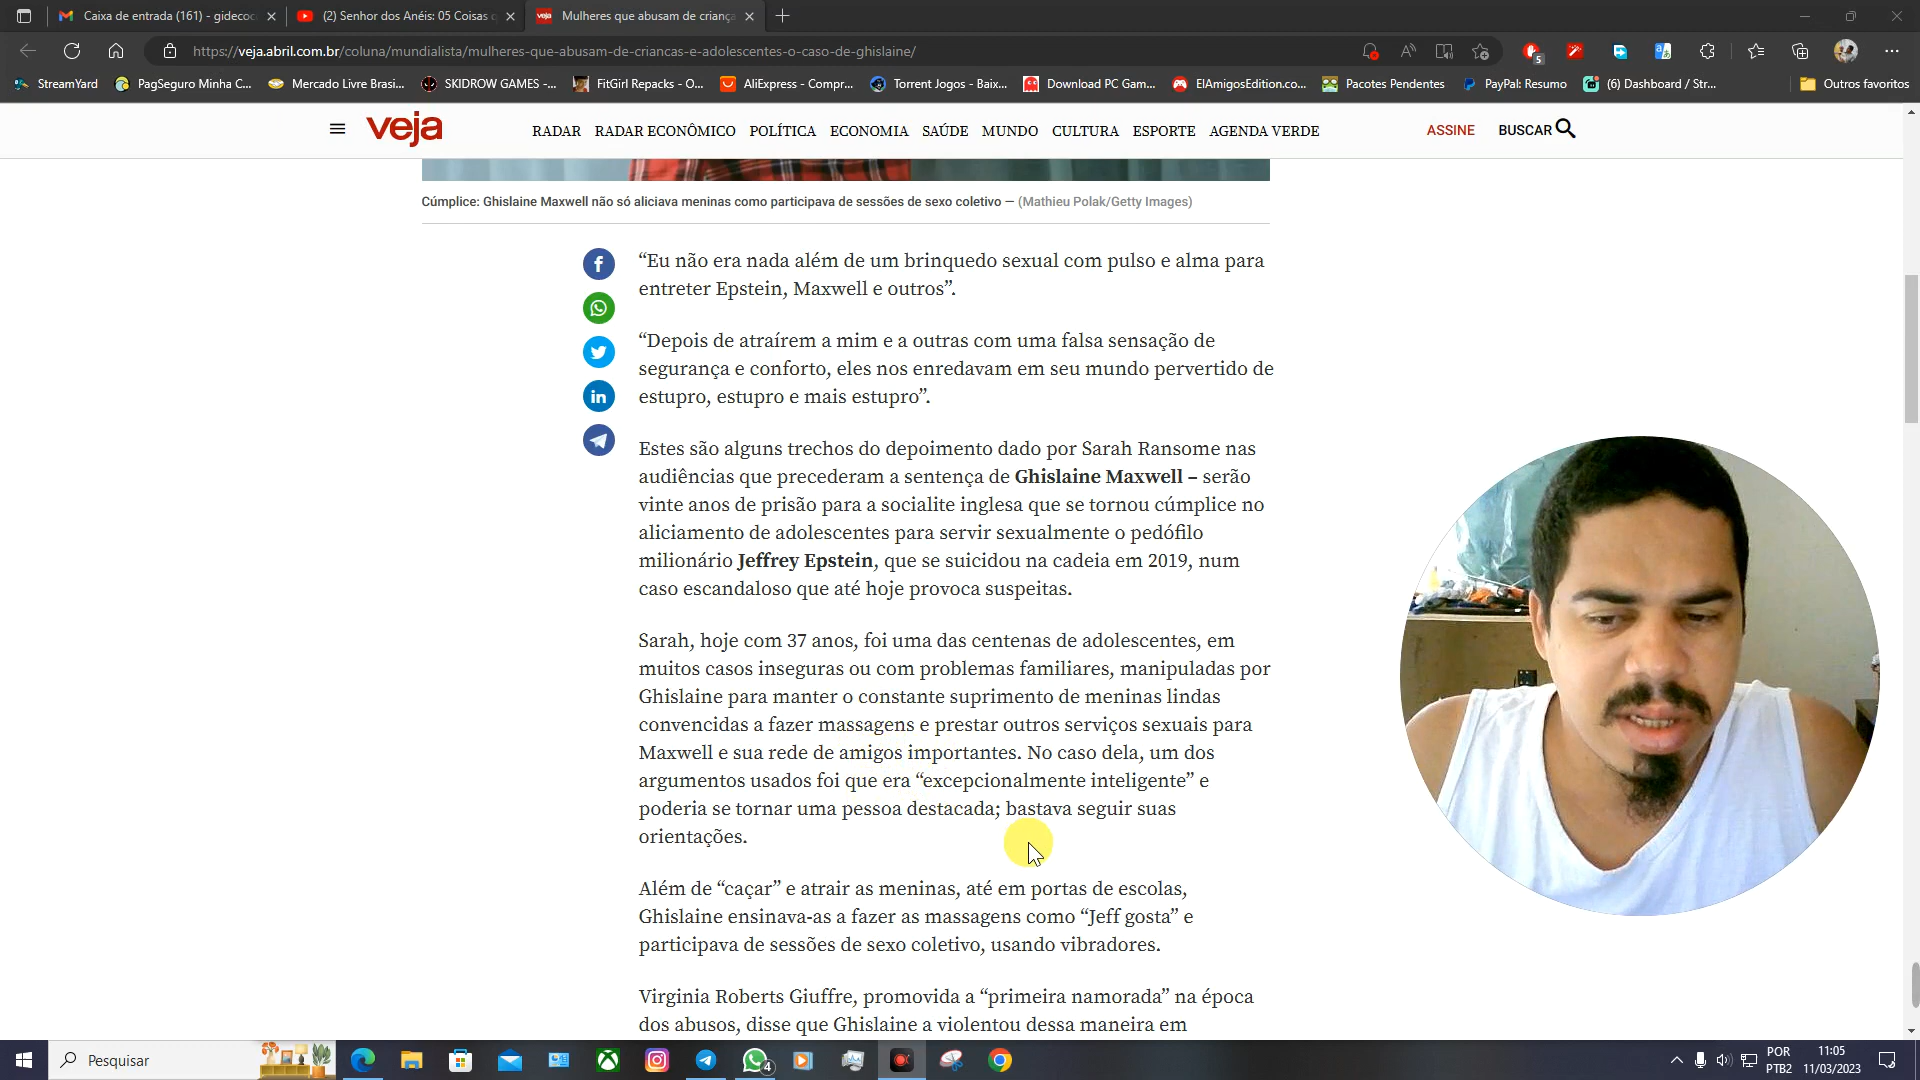 Caixa de entrada (161) - gidecoc
(2) Senhor dos Anéis: 05 Coisas q
Mulheres que abusam de criança
https://veja.abril.com.br/coluna/mundialista/mulheres-que-abusam-de-criancas-e-adolescentes-o-caso-de-ghislaine/
5
StreamYard
PagSeguro Minha C...
Mercado Livre Brasi...
SKIDROW GAMES -...
FitGirl Repacks - O...
AliExpress - Compr...
Torrent Jogos - Baix...
Download PC Gam...
ElAmigosEdition.co...
Pacotes Pendentes
PayPal: Resumo
(6) Dashboard / Str...
Outros favoritos
veja
RADAR RADAR ECONÔMICO POLÍTICA ECONOMIA SAÚDE MUNDO CULTURA ESPORTE AGENDA VERDE
ASSINE
BUSCAR
Cúmplice: Ghislaine Maxwell não só aliciava meninas como participava de sessões de sexo coletivo — (Mathieu Polak/Getty Images)
“Eu não era nada além de um brinquedo sexual com pulso e alma para
entreter Epstein, Maxwell e outros”.
“Depois de atraírem a mim e a outras com uma falsa sensação de
segurança e conforto, eles nos enredavam em seu mundo pervertido de
estupro, estupro e mais estupro”.
Estes são alguns trechos do depoimento dado por Sarah Ransome nas
audiências que precederam a sentença de Ghislaine Maxwell – serão
vinte anos de prisão para a socialite inglesa que se tornou cúmplice no
aliciamento de adolescentes para servir sexualmente o pedófilo
milionário Jeffrey Epstein, que se suicidou na cadeia em 2019, num
caso escandaloso que até hoje provoca suspeitas.
Sarah, hoje com 37 anos, foi uma das centenas de adolescentes, em
muitos casos inseguras ou com problemas familiares, manipuladas por
Ghislaine para manter o constante suprimento de meninas lindas
convencidas a fazer massagens e prestar outros serviços sexuais para
Maxwell e sua rede de amigos importantes. No caso dela, um dos
argumentos usados foi que era “excepcionalmente inteligente” e
poderia se tornar uma pessoa destacada; bastava seguir suas
orientações.
Além de “caçar” e atrair as meninas, até em portas de escolas,
Ghislaine ensinava-as a fazer as massagens como “Jeff gosta” e
participava de sessões de sexo coletivo, usando vibradores.
Virginia Roberts Giuffre, promovida a “primeira namorada” na época
dos abusos, disse que Ghislaine a violentou dessa maneira em
Pesquisar
4
POR
PTB2
11:05
11/03/2023